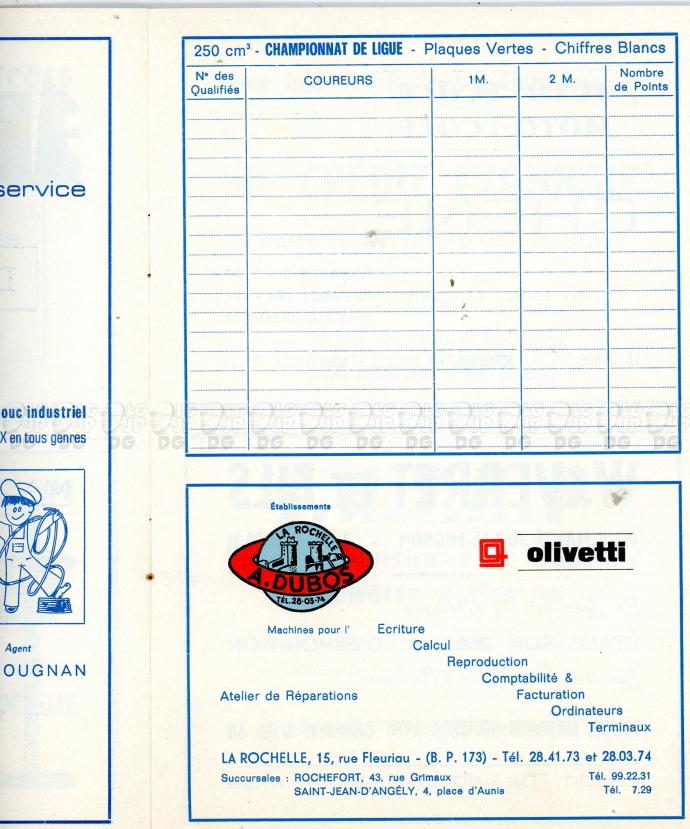 service
ouc industriel
X en tous genres
Agent
OUGNAN
250 cm³ - CHAMPIONNAT DE LIGUE - Plaques Vertes - Chiffres Blancs
N° des Qualifiés
COUREURS
1 M.
2 M.
Nombre de Points
Établissements
LA ROCHELLE
A. DUBOS
TÉL. 28-03-74
olivetti
Machines pour l' Ecriture
Calcul
Reproduction
Comptabilité &
Atelier de Réparations Facturation
Ordinateurs
Terminaux
LA ROCHELLE, 15, rue Fleuriau - (B. P. 173) - Tél. 28.41.73 et 28.03.74
Succursales : ROCHEFORT, 43, rue Grimaux Tél. 99.22.31
SAINT-JEAN-D'ANGÉLY, 4, place d'Aunis Tél. 7.29